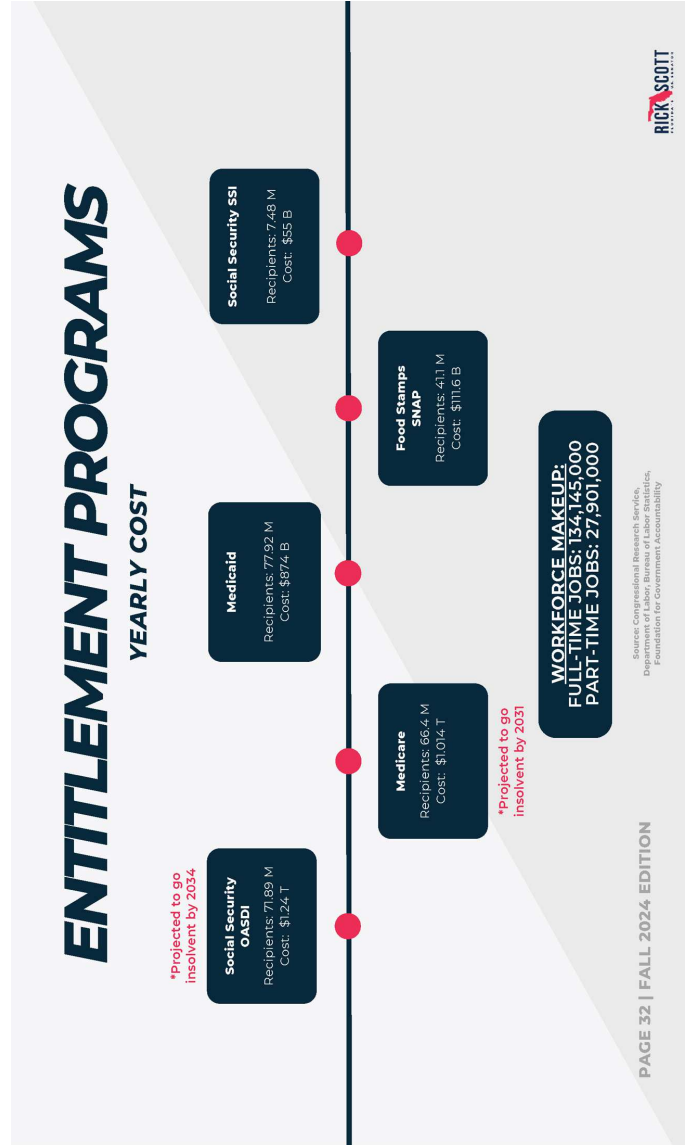 ENTITLEMENT PROGRAMS
YEARLY COST
*Projected to go
insolvent by 2034
Social Security
OASDI
Recipients: 71.89 M
Cost: $1.24 T
Medicare
Recipients: 66.4 M
Cost: $1.014 T
*Projected to go
insolvent by 2031
Medicaid
Recipients: 77.92 M
Cost: $874 B
Food Stamps
SNAP
Recipients: 41.1 M
Cost: $111.6 B
Social Security SSI
Recipients: 7.48 M
Cost: $55 B
WORKFORCE MAKEUP:
FULL-TIME JOBS: 134,145,000
PART-TIME JOBS: 27,901,000
Source: Congressional Research Service,
Department of Labor, Bureau of Labor Statistics,
Foundation for Government Accountability
PAGE 32 | FALL 2024 EDITION
RICK SCOTT